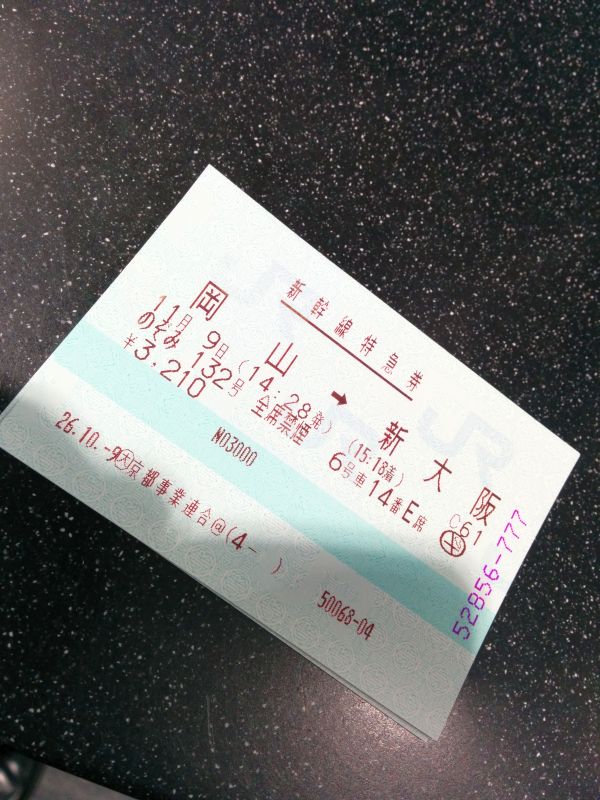 新幹線特急券
岡山 ➡ 新大阪
11月 9日 (14:28発) (15:18着) C61
のぞみ 132号 全席禁煙 6号車 14番E席
¥3,210
N03000
26.10.-9 京都事業連合@(4- )
50068-04
52856-777